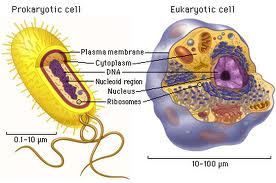 Prokaryotic cell
Eukaryotic cell
Plasma membrane
Cytoplasm
DNA
Nucleoid region
Nucleus
Ribosomes
0.1–10 μm
10–100 μm